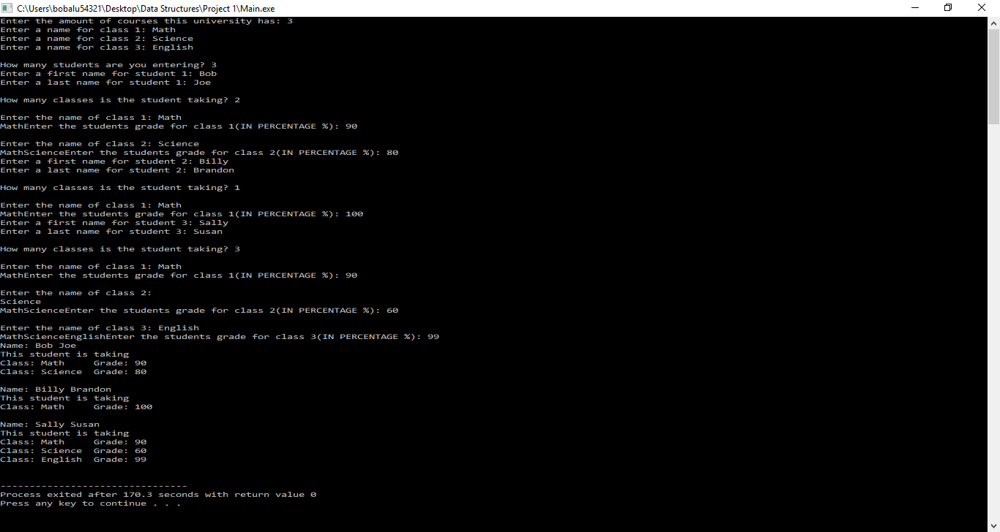 C:\Users\bobalu54321\Desktop\Data Structures\Project 1\Main.exe
Enter the amount of courses this university has: 3
Enter a name for class 1: Math
Enter a name for class 2: Science
Enter a name for class 3: English
How many students are you entering? 3
Enter a first name for student 1: Bob
Enter a last name for student 1: Joe
How many classes is the student taking? 2
Enter the name of class 1: Math
MathEnter the students grade for class 1(IN PERCENTAGE %): 90
Enter the name of class 2: Science
MathScienceEnter the students grade for class 2(IN PERCENTAGE %): 80
Enter a first name for student 2: Billy
Enter a last name for student 2: Brandon
How many classes is the student taking? 1
Enter the name of class 1: Math
MathEnter the students grade for class 1(IN PERCENTAGE %): 100
Enter a first name for student 3: Sally
Enter a last name for student 3: Susan
How many classes is the student taking? 3
Enter the name of class 1: Math
MathEnter the students grade for class 1(IN PERCENTAGE %): 90
Enter the name of class 2:
Science
MathScienceEnter the students grade for class 2(IN PERCENTAGE %): 60
Enter the name of class 3: English
MathScienceEnglishEnter the students grade for class 3(IN PERCENTAGE %): 99
Name: Bob Joe
This student is taking
Class: Math     Grade: 90
Class: Science  Grade: 80
Name: Billy Brandon
This student is taking
Class: Math     Grade: 100
Name: Sally Susan
This student is taking
Class: Math     Grade: 90
Class: Science  Grade: 60
Class: English  Grade: 99
--------------------------------
Process exited after 170.3 seconds with return value 0
Press any key to continue . . .